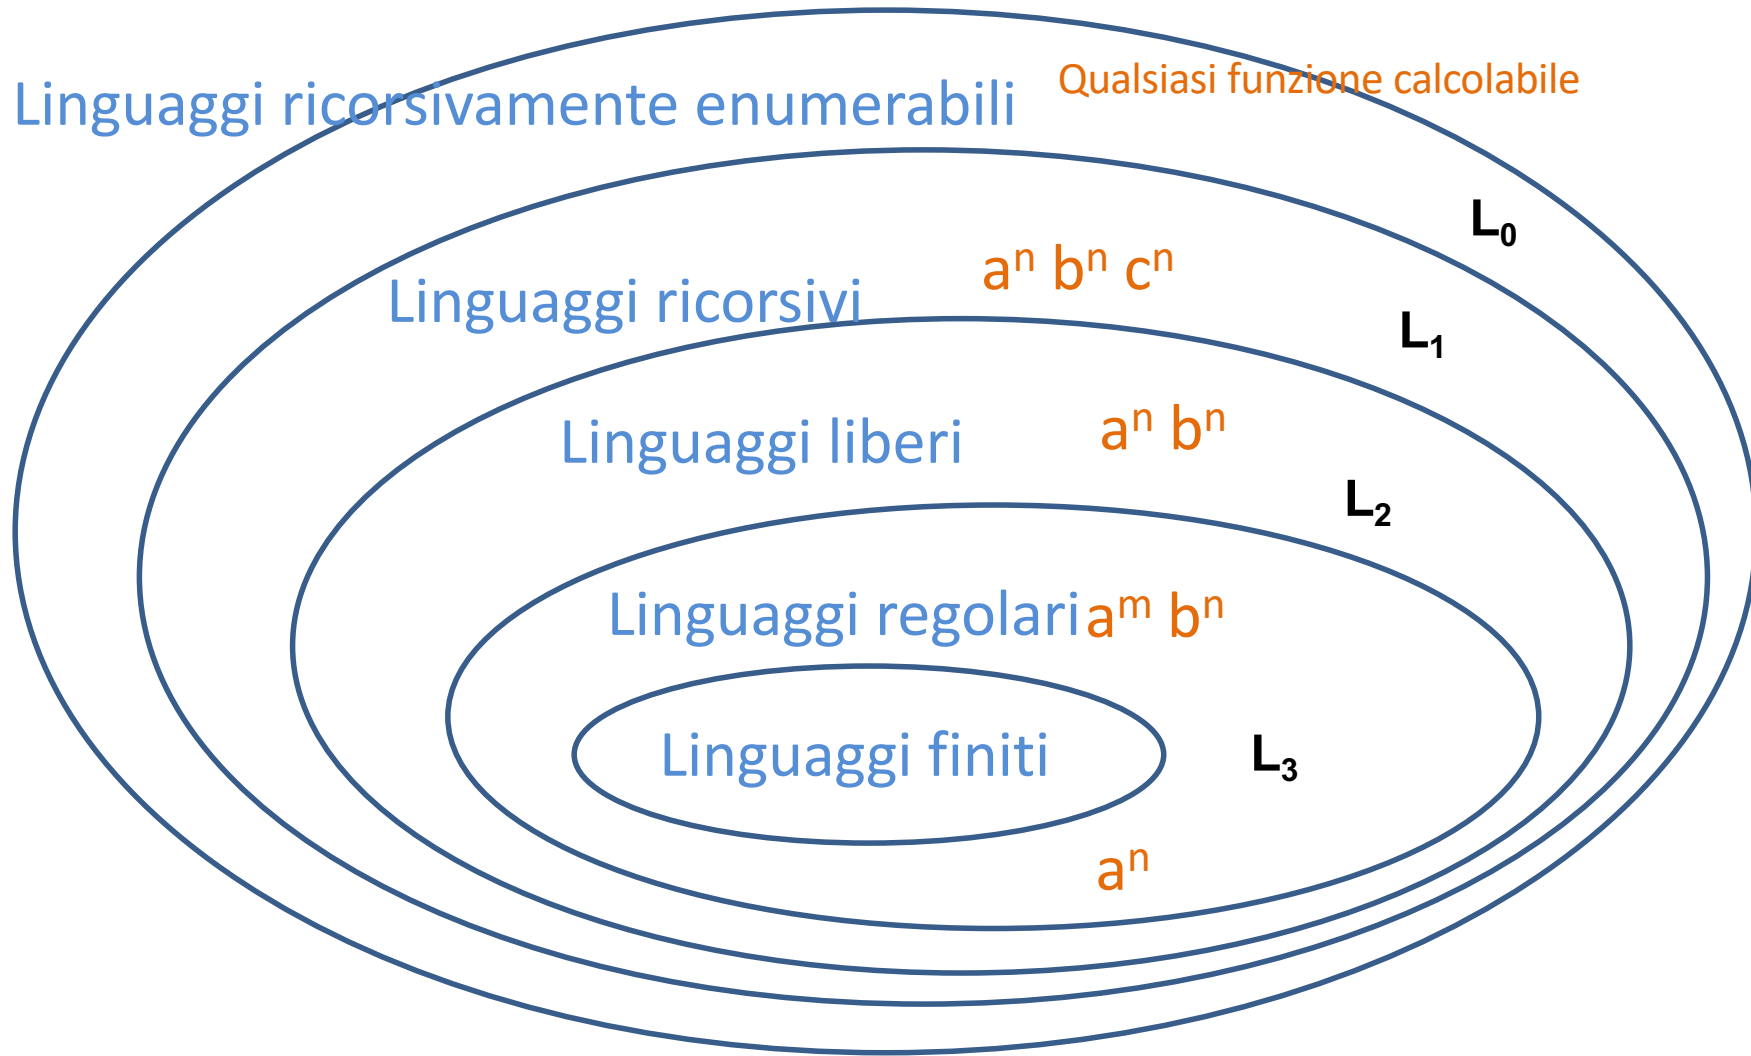 Linguaggi ricorsivamente enumerabili
Qualsiasi funzione calcolabile
L₀
Linguaggi ricorsivi
aⁿ bⁿ cⁿ
L₁
Linguaggi liberi
aⁿ bⁿ
L₂
Linguaggi regolari
aᵐ bⁿ
Linguaggi finiti
L₃
aⁿ